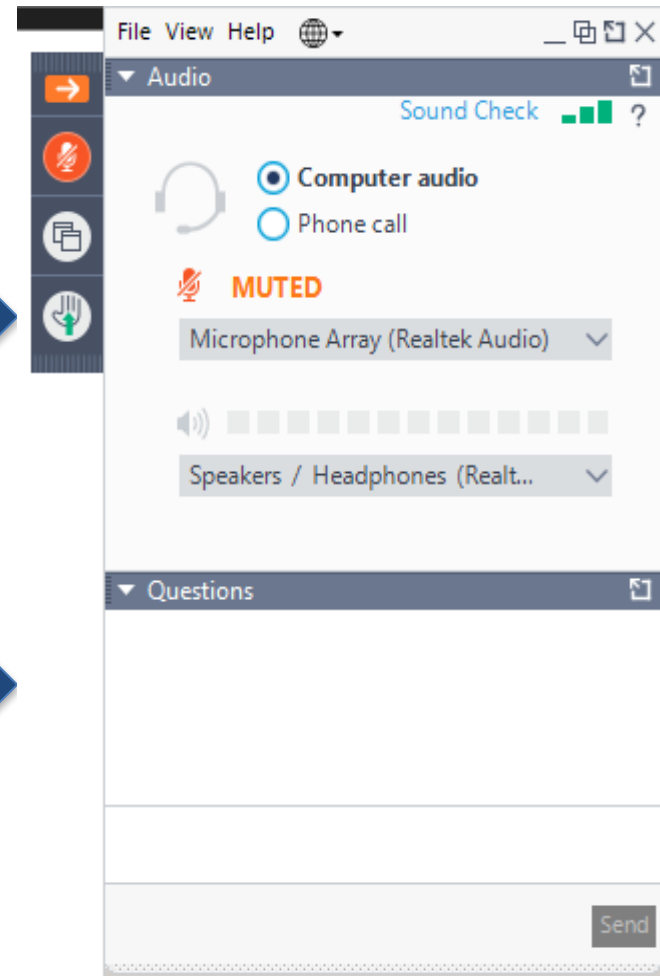 File View Help
Audio
Sound Check ?
Computer audio
Phone call
MUTED
Microphone Array (Realtek Audio)
Speakers / Headphones (Realt...
Questions
Send